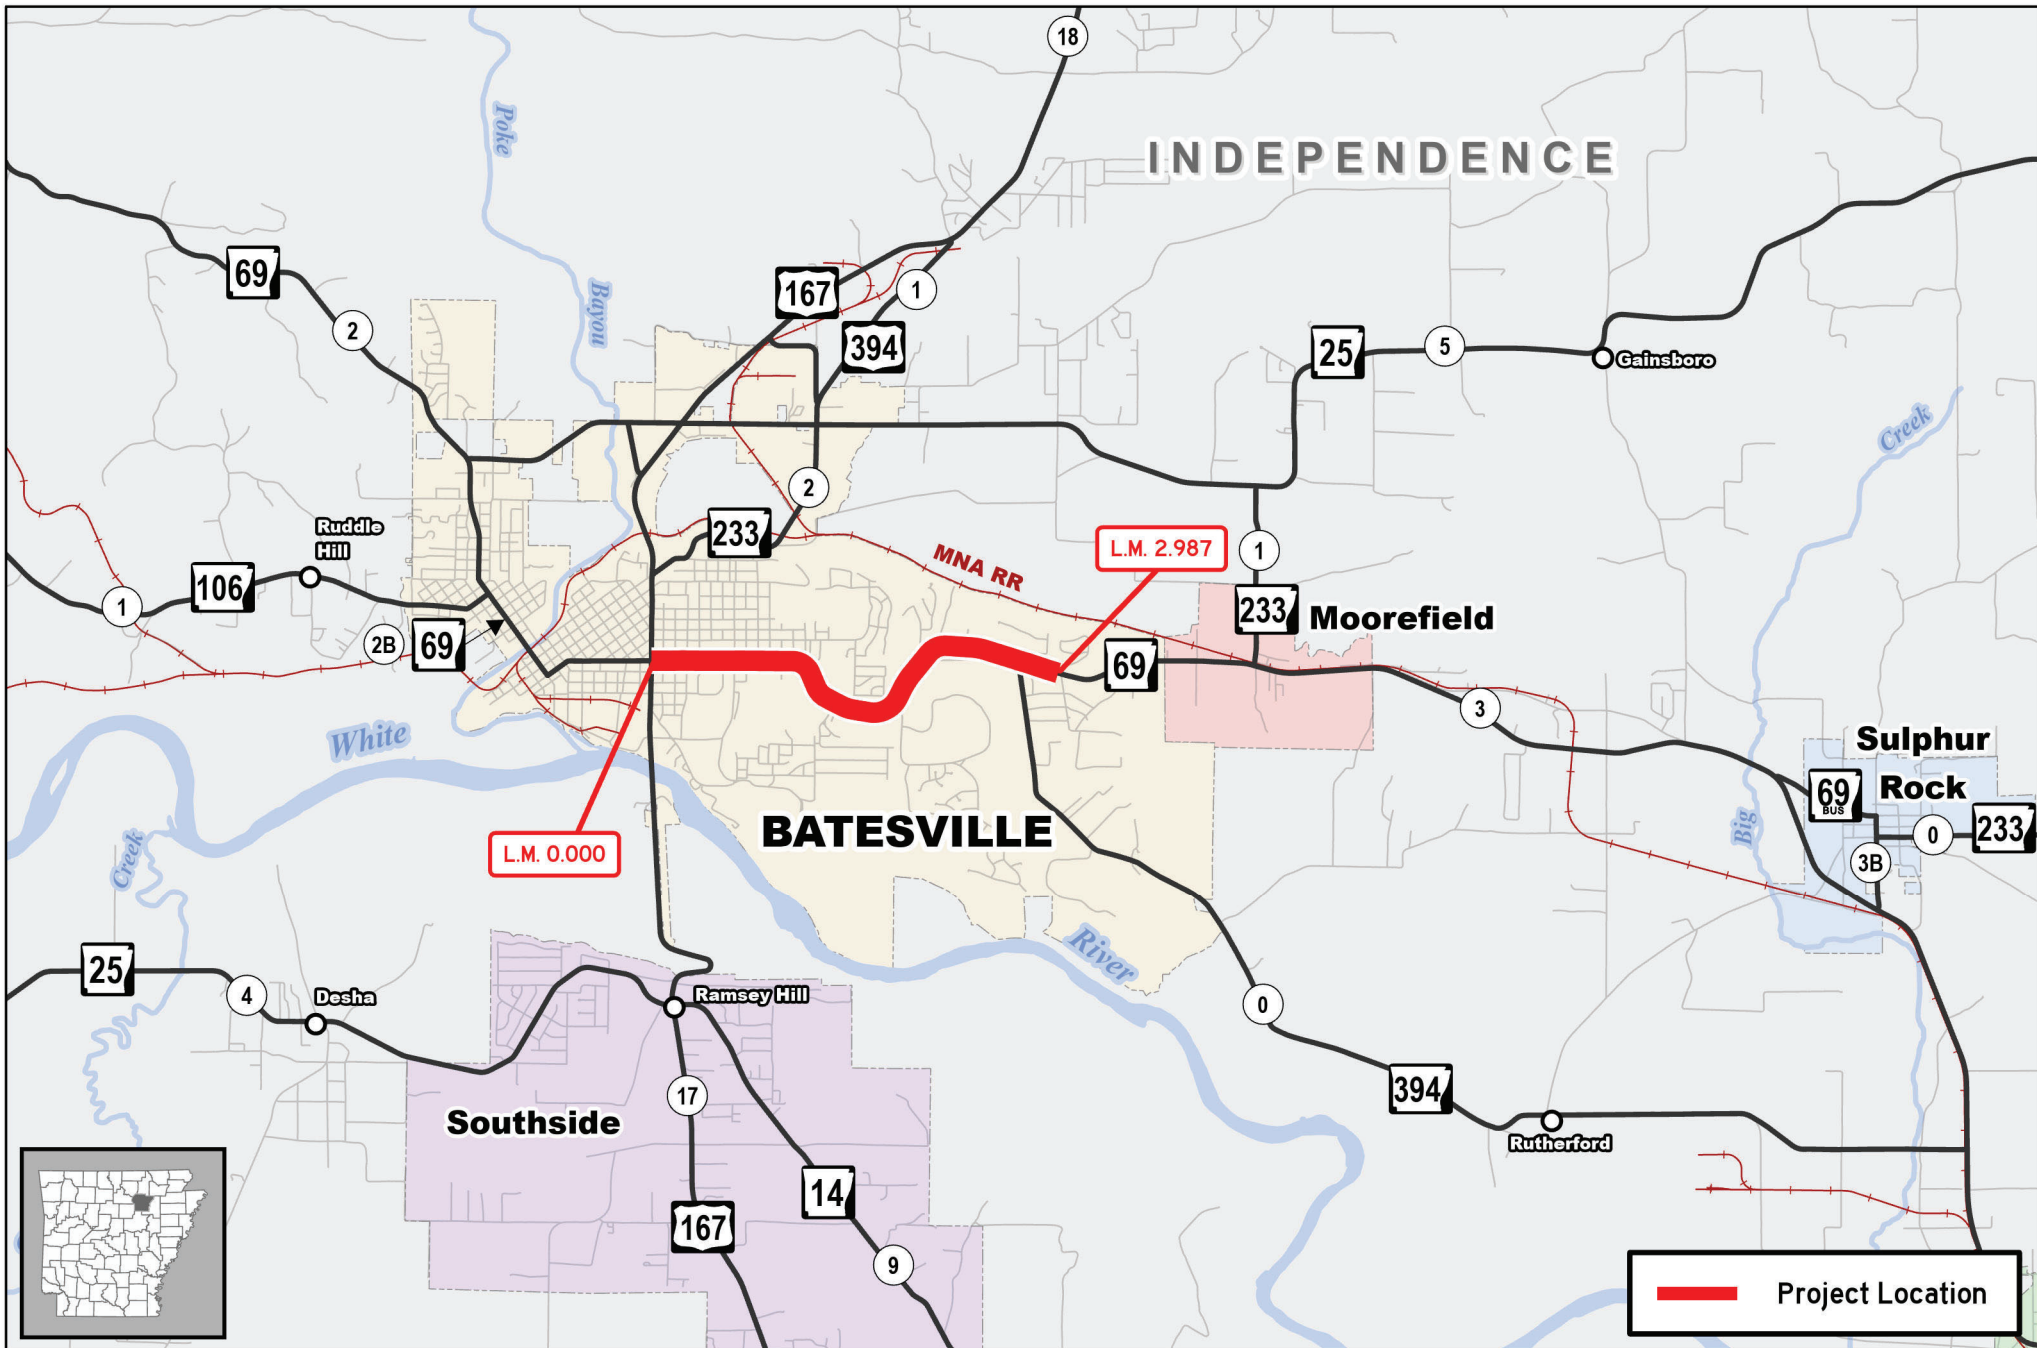 18
Poke
INDEPENDENCE
69
167
1
Bayou
2
394
25
5
Gainsboro
Creek
2
233
Ruddle
Hill
L.M. 2.987
MNA RR
1
106
1
233
Moorefield
2B
69
69
3
White
Sulphur
Rock
69
BUS
Big
0
233
BATESVILLE
L.M. 0.000
Creek
3B
River
25
4
Desha
Ramsey Hill
0
17
394
Southside
Rutherford
14
167
9
Project Location